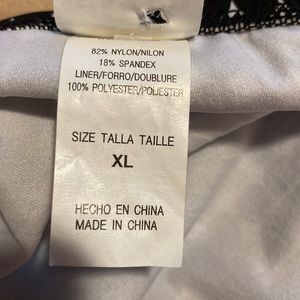 82% NYLON/NILON
18% SPANDEX
LINER/FORRO/DOUBLURE
100% POLYESTER/POLIESTER
SIZE TALLA TAILLE
XL
HECHO EN CHINA
MADE IN CHINA